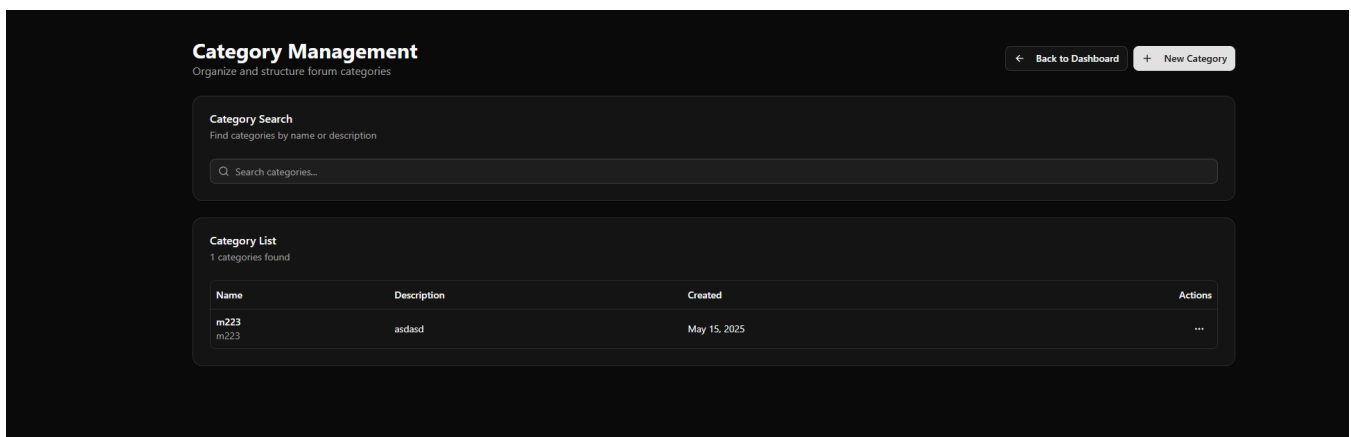 Category Management
Organize and structure forum categories
Back to Dashboard
New Category
Category Search
Find categories by name or description
Search categories...
Category List
1 categories found
Name Description Created Actions
m223 asdasd May 15, 2025 ...
m223